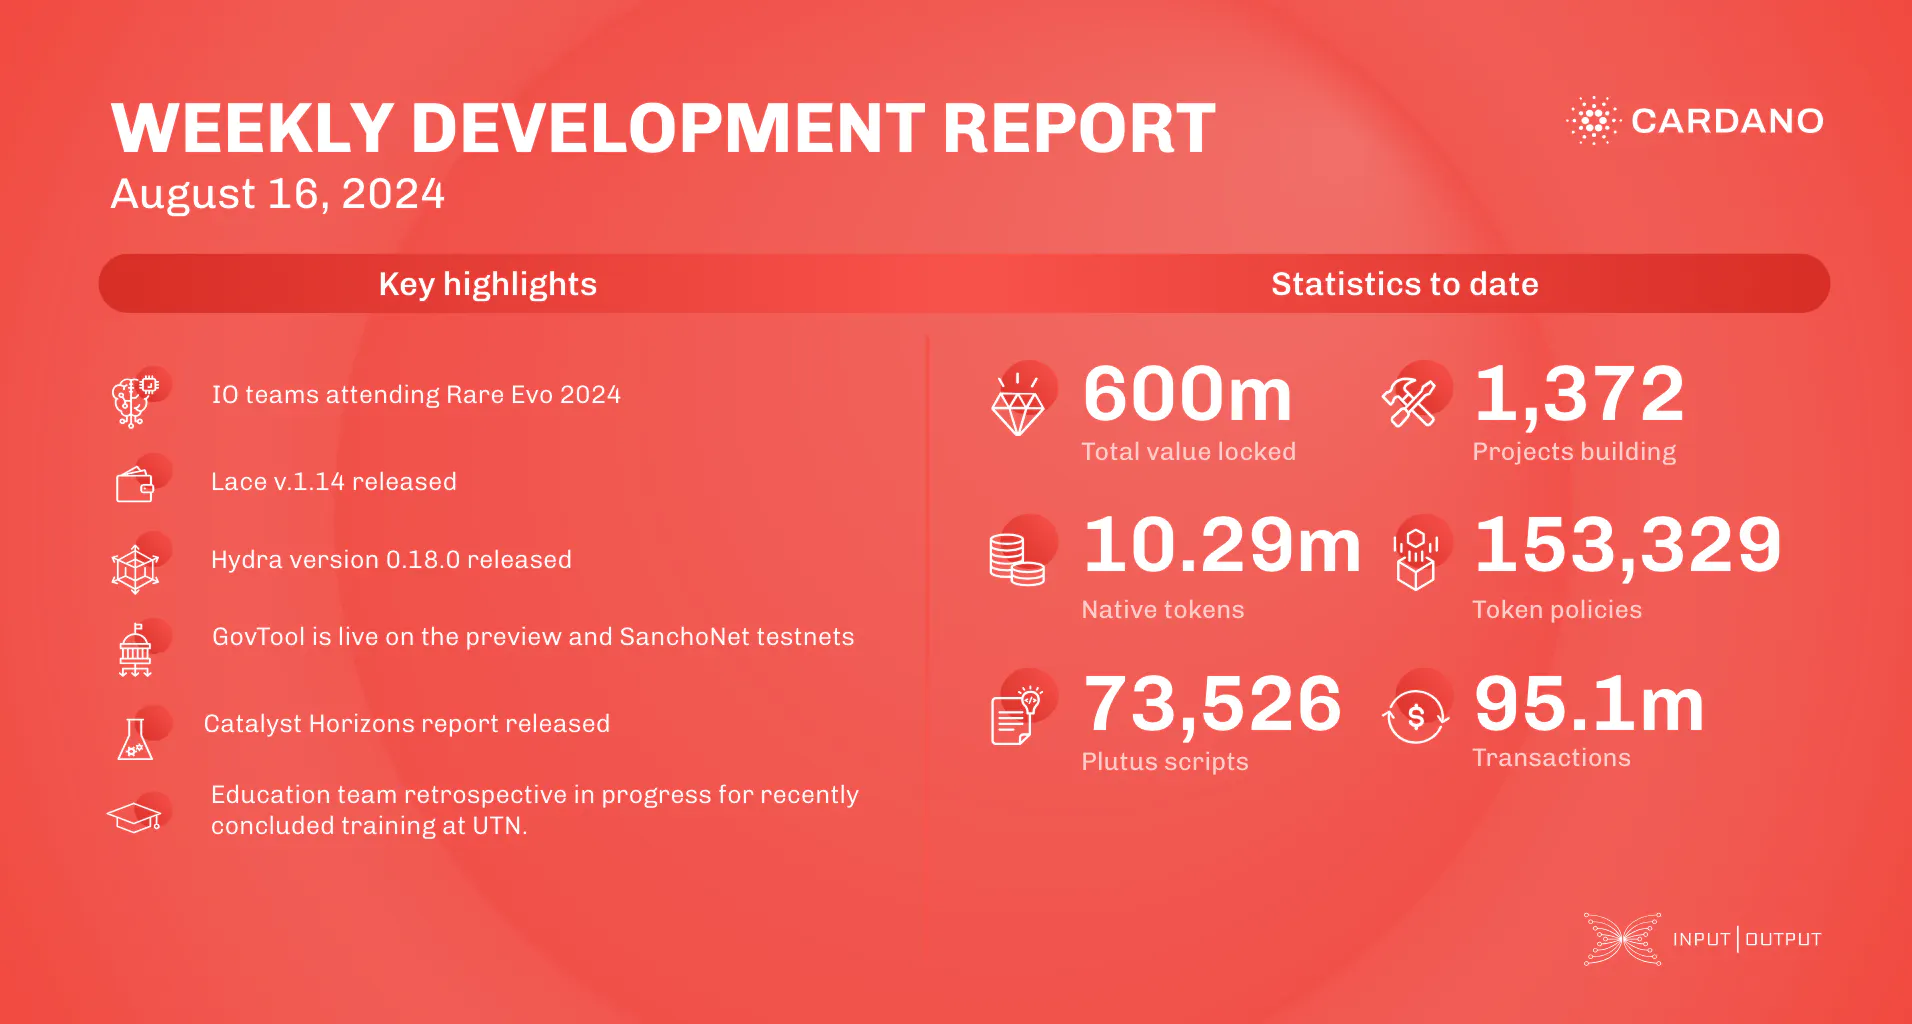 WEEKLY DEVELOPMENT REPORT
August 16, 2024
CARDANO
Key highlights
IO teams attending Rare Evo 2024
Lace v.1.14 released
Hydra version 0.18.0 released
GovTool is live on the preview and SanchoNet testnets
Catalyst Horizons report released
Education team retrospective in progress for recently
concluded training at UTN.
Statistics to date
600m
Total value locked
1,372
Projects building
10.29m
Native tokens
153,329
Token policies
73,526
Plutus scripts
95.1m
Transactions
INPUT | OUTPUT